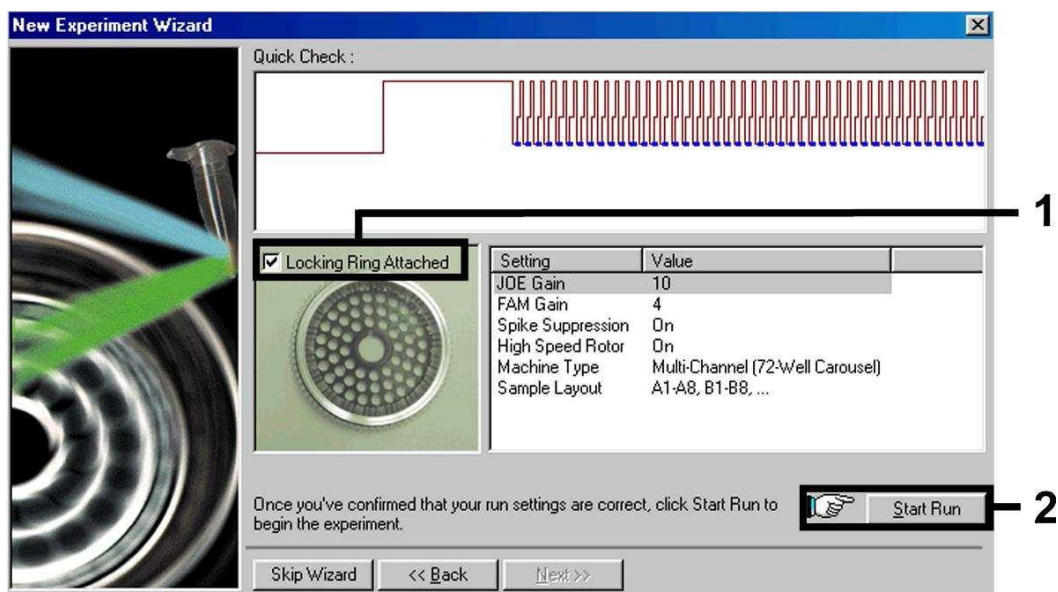 New Experiment Wizard
Quick Check :
1
Locking Ring Attached
Setting Value
JOE Gain 10
FAM Gain 4
Spike Suppression On
High Speed Rotor On
Machine Type Multi-Channel (72-Well Carousel)
Sample Layout A1-A8, B1-B8, ...
Once you've confirmed that your run settings are correct, click Start Run to
begin the experiment.
Start Run
2
Skip Wizard << Back Next >>